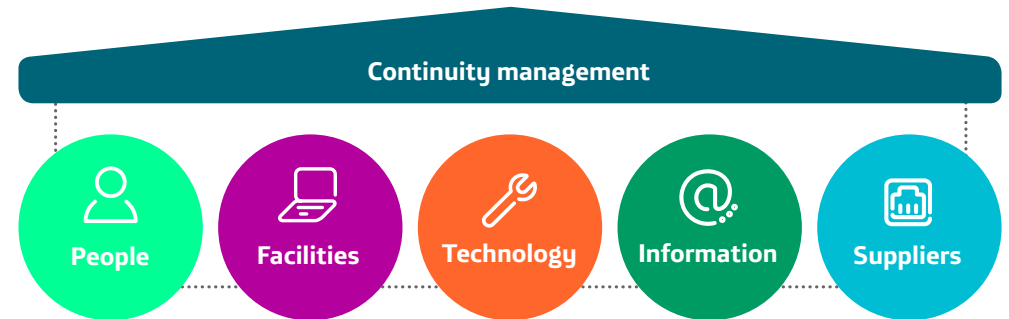 Continuity management
People
Facilities
Technology
Information
Suppliers